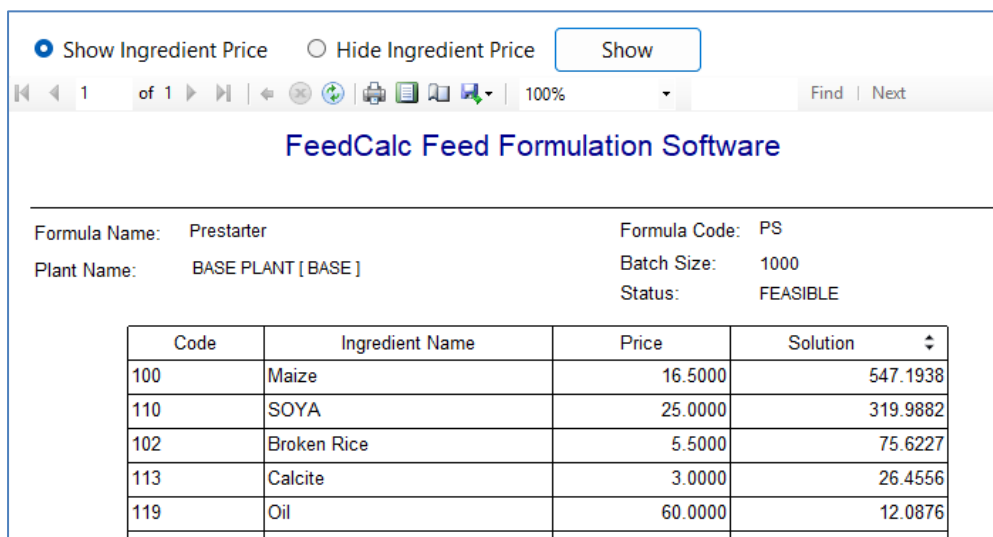 Show Ingredient Price Hide Ingredient Price Show
1 of 1 100% Find | Next
FeedCalc Feed Formulation Software
Formula Name: Prestarter Formula Code: PS
Plant Name: BASE PLANT [ BASE ] Batch Size: 1000
Status: FEASIBLE
Code Ingredient Name Price Solution
100 Maize 16.5000 547.1938
110 SOYA 25.0000 319.9882
102 Broken Rice 5.5000 75.6227
113 Calcite 3.0000 26.4556
119 Oil 60.0000 12.0876